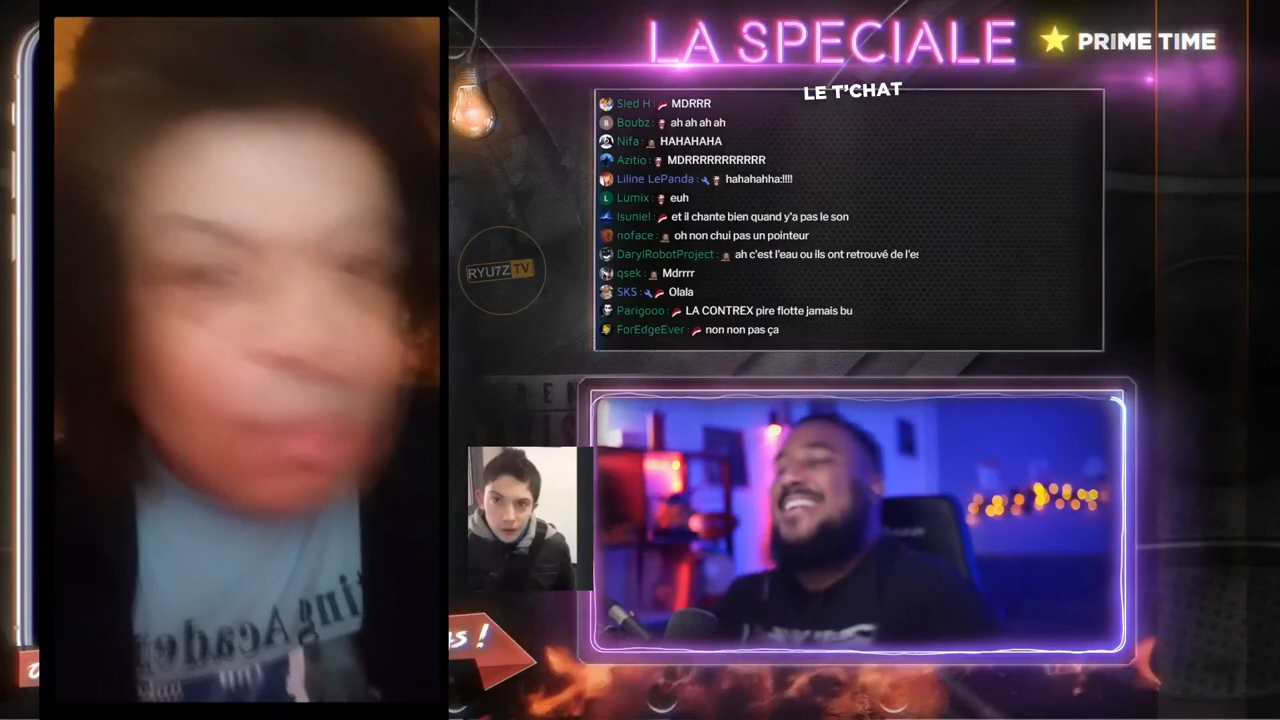 LA SPECIALE
PRIME TIME
LE T'CHAT
Sled H : MDRRR
Boubz : ah ah ah ah
Nifa : HAHAHAHA
Azitio : MDRRRRRRRRRRR
Liline LePanda : hahahahha:!!!!
Lumix : euh
Isuniel : et il chante bien quand y'a pas le son
noface : oh non chui pas un pointeur
DarylRobotProject : ah c'est l'eau ou ils ont retrouvé de l'es
qsek : Mdrrrr
SKS : Olala
Parigooo : LA CONTREX pire flotte jamais bu
ForEdgeEver : non non pas ça
RYU7Z TV
s !